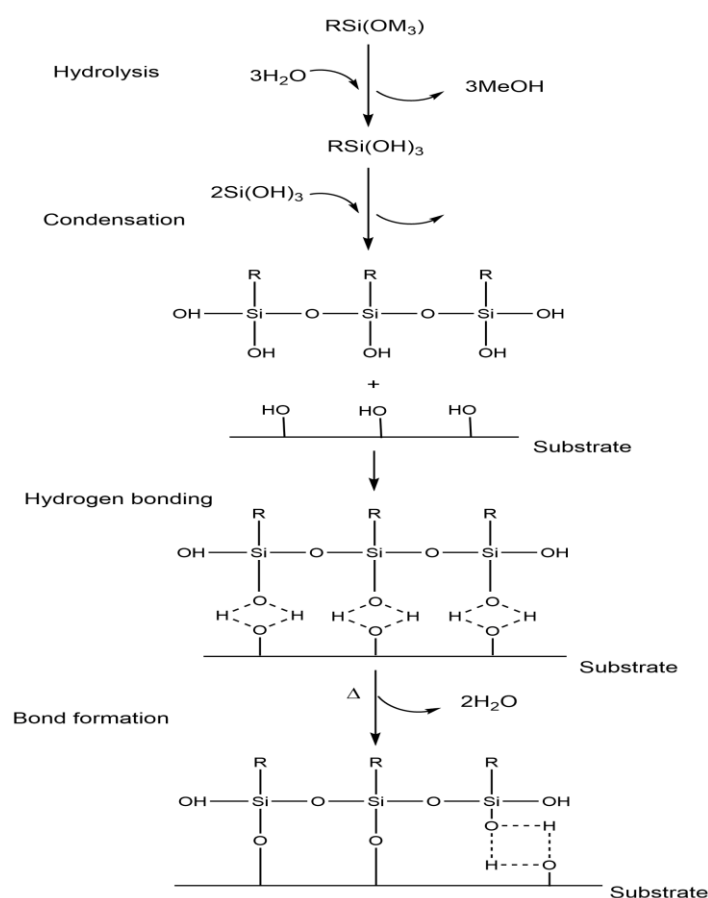 RSi(OM₃)
Hydrolysis
3H₂O
3MeOH
RSi(OH)₃
2Si(OH)₃
Condensation
R R R
OH Si O Si O Si OH
OH OH OH
+
HO HO HO
Substrate
Hydrogen bonding
R R R
OH Si O Si O Si OH
O O O
H H H H H H
O O O
Substrate
Δ 2H₂O
Bond formation
R R R
OH Si O Si O Si OH
O H
O O
H O
Substrate